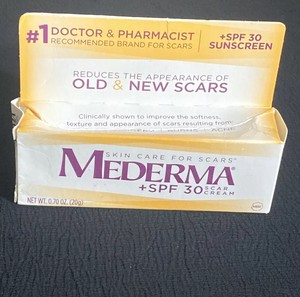 #1 DOCTOR & PHARMACIST
RECOMMENDED BRAND FOR SCARS
+SPF 30
SUNSCREEN
REDUCES THE APPEARANCE OF
OLD & NEW SCARS
Clinically shown to improve the softness,
texture and appearance of scars resulting from:
SKIN CARE FOR SCARS™
MEDERMA®
+SPF 30 SCAR
CREAM
NET WT. 0.70 OZ. (20g)